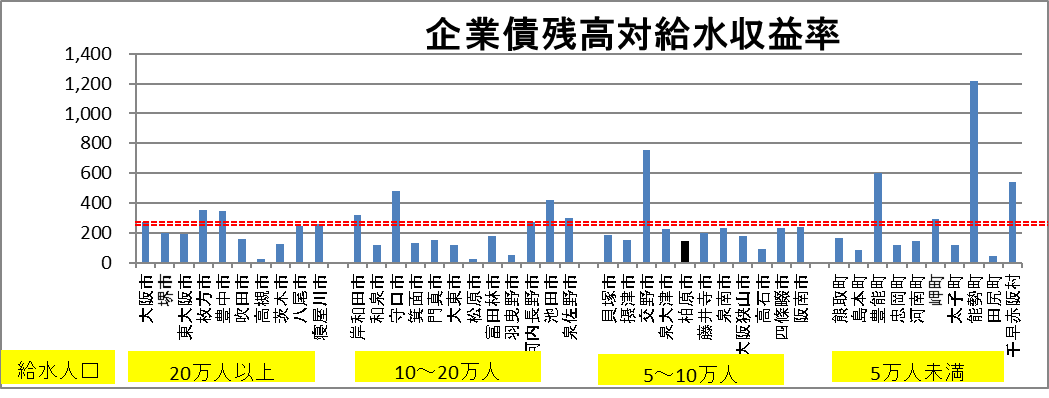 企業債残高対給水収益率
1,400
1,200
1,000
800
600
400
200
0
大阪市
堺市
東大阪市
枚方市
豊中市
吹田市
高槻市
茨木市
八尾市
寝屋川市
岸和田市
和泉市
守口市
箕面市
門真市
大東市
松原市
富田林市
羽曳野市
河内長野市
池田市
泉佐野市
貝塚市
摂津市
交野市
泉大津市
柏原市
藤井寺市
泉南市
大阪狭山市
高石市
四條畷市
阪南市
熊取町
島本町
豊能町
忠岡町
河南町
岬町
太子町
能勢町
田尻町
千早赤阪村
給水人口
20万人以上
10～20万人
5～10万人
5万人未満